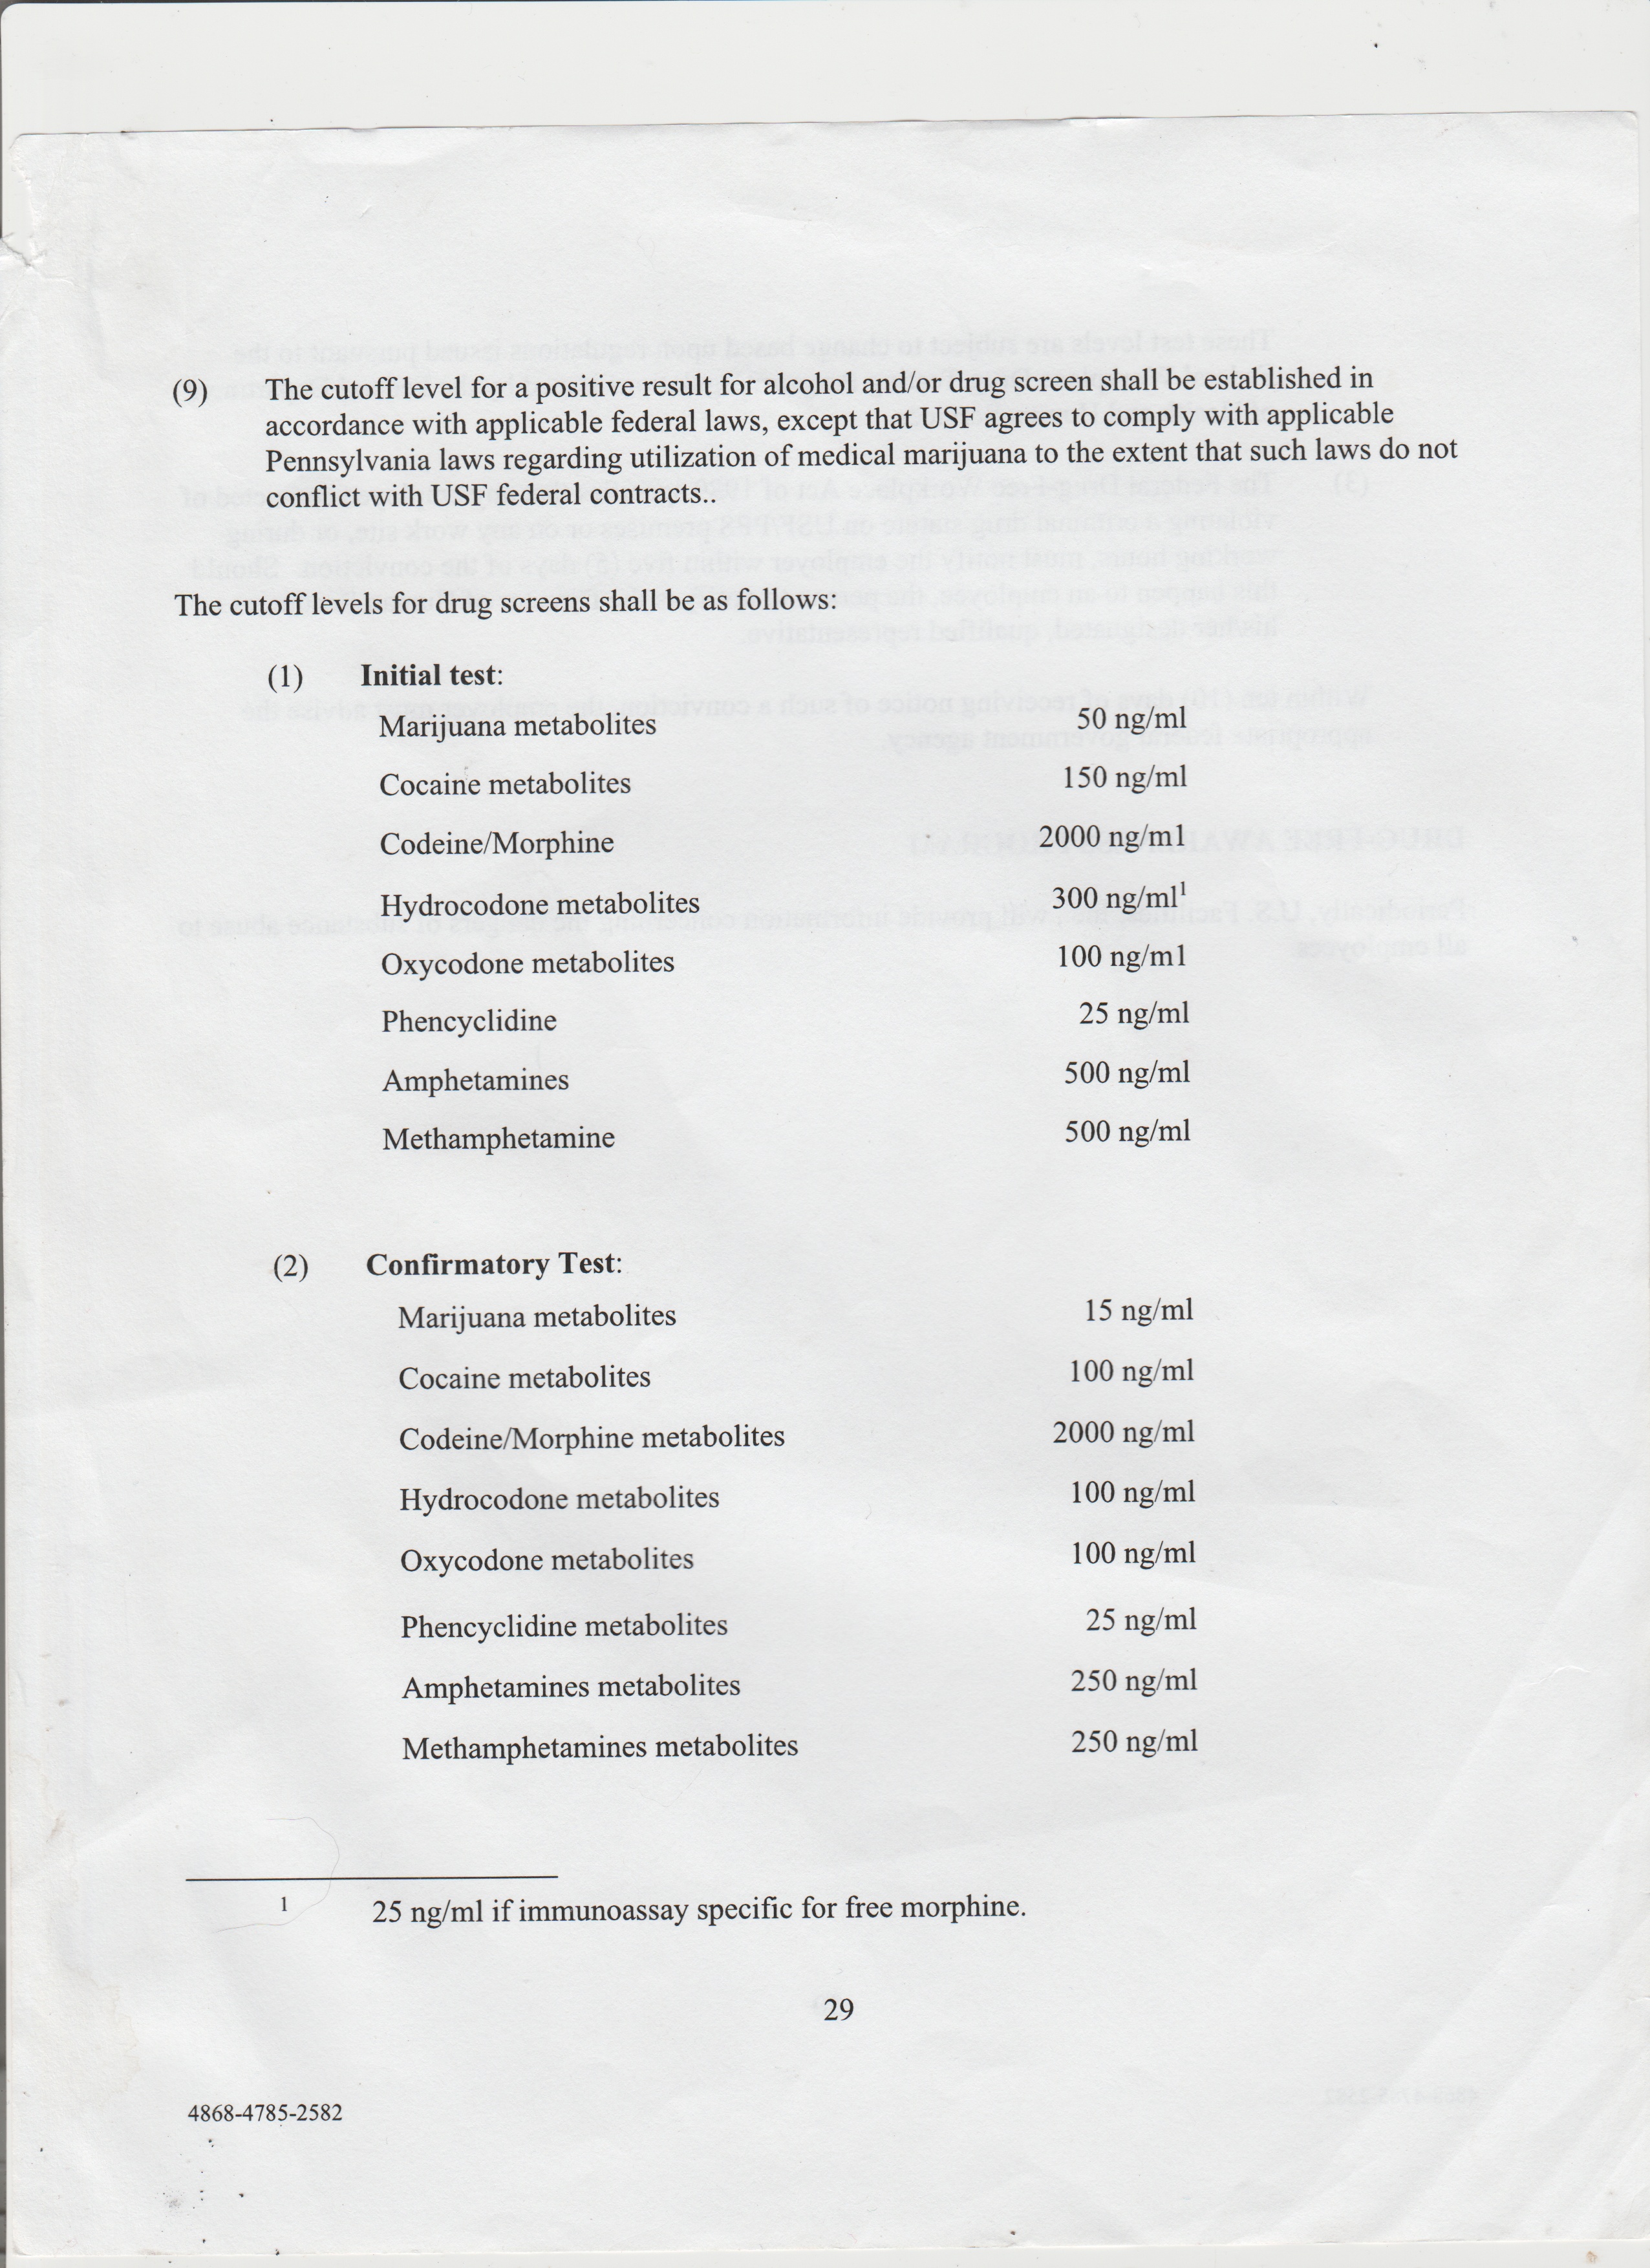 (9) The cutoff level for a positive result for alcohol and/or drug screen shall be established in
accordance with applicable federal laws, except that USF agrees to comply with applicable
Pennsylvania laws regarding utilization of medical marijuana to the extent that such laws do not
conflict with USF federal contracts..
The cutoff levels for drug screens shall be as follows:
(1) Initial test:
Marijuana metabolites 50 ng/ml
Cocaine metabolites 150 ng/ml
Codeine/Morphine 2000 ng/m1
Hydrocodone metabolites 300 ng/ml¹
Oxycodone metabolites 100 ng/m1
Phencyclidine 25 ng/ml
Amphetamines 500 ng/ml
Methamphetamine 500 ng/ml
(2) Confirmatory Test:
Marijuana metabolites 15 ng/ml
Cocaine metabolites 100 ng/ml
Codeine/Morphine metabolites 2000 ng/ml
Hydrocodone metabolites 100 ng/ml
Oxycodone metabolites 100 ng/ml
Phencyclidine metabolites 25 ng/ml
Amphetamines metabolites 250 ng/ml
Methamphetamines metabolites 250 ng/ml
1 25 ng/ml if immunoassay specific for free morphine.
29
4868-4785-2582